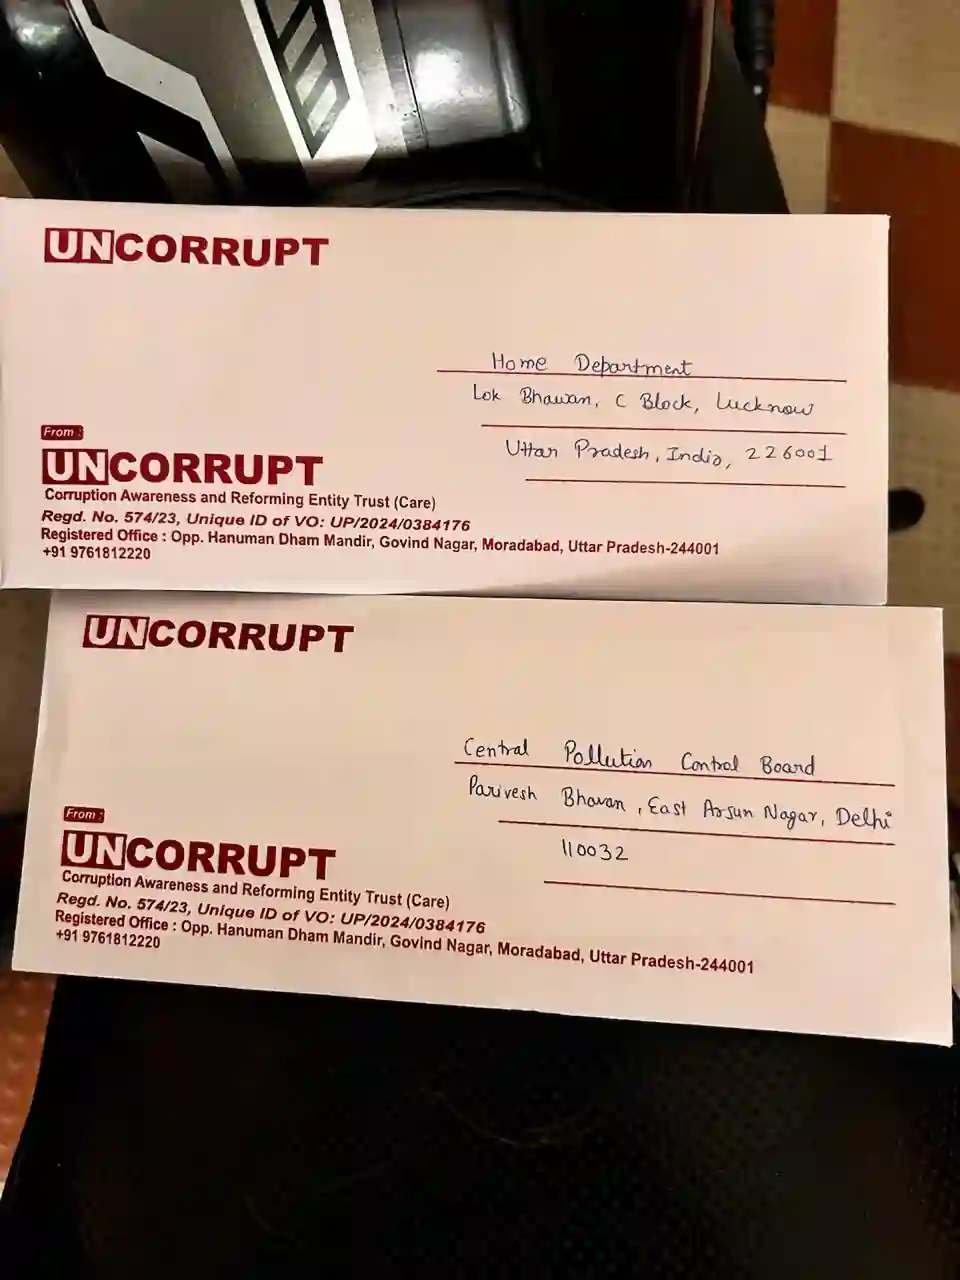 UNCORRUPT
Home Department
Lok Bhawan, C Block, Lucknow
Uttar Pradesh, India, 226001
From :
UNCORRUPT
Corruption Awareness and Reforming Entity Trust (Care)
Regd. No. 574/23, Unique ID of VO: UP/2024/0384176
Registered Office : Opp. Hanuman Dham Mandir, Govind Nagar, Moradabad, Uttar Pradesh-244001
+91 9761812220
UNCORRUPT
Central Pollution Control Board
Parivesh Bhavan, East Arjun Nagar, Delhi
110032
From :
UNCORRUPT
Corruption Awareness and Reforming Entity Trust (Care)
Regd. No. 574/23, Unique ID of VO: UP/2024/0384176
Registered Office : Opp. Hanuman Dham Mandir, Govind Nagar, Moradabad, Uttar Pradesh-244001
+91 9761812220